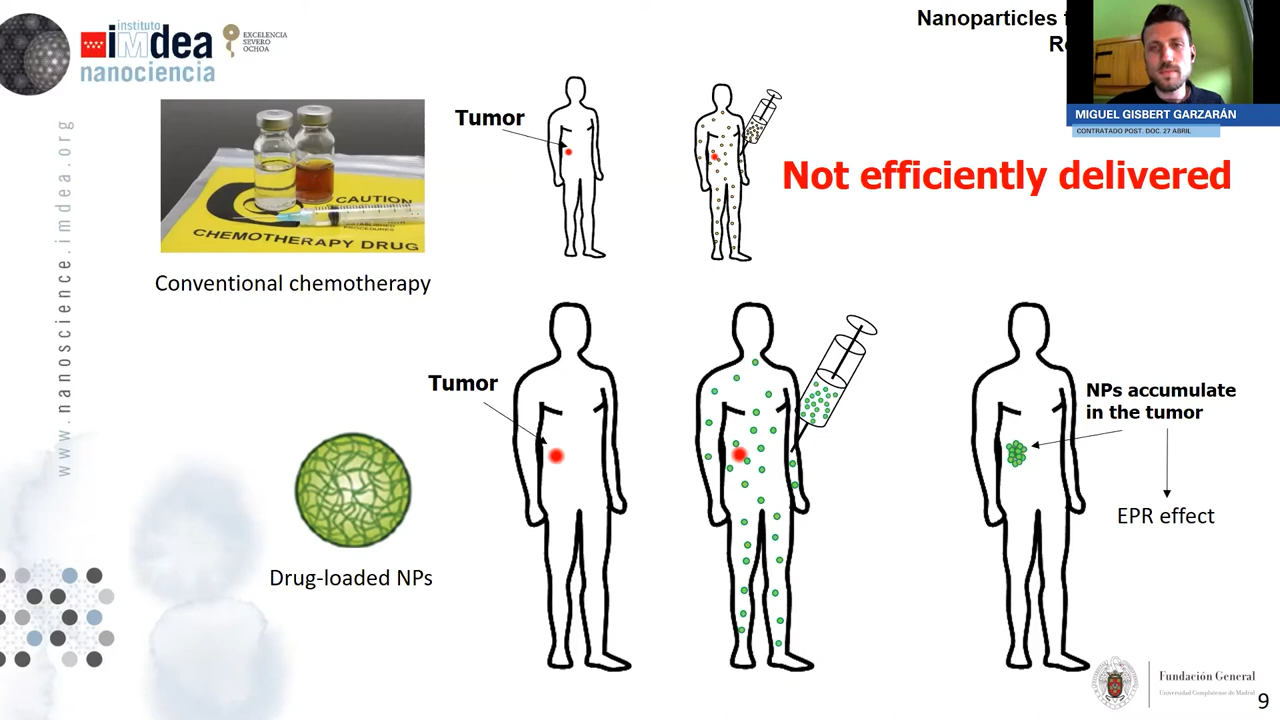 instituto
imdea
nanociencia
EXCELENCIA
SEVERO
OCHOA
Nanoparticles
MIGUEL GISBERT GARZARÁN
CONTRATADO POST. DOC. 27 ABRIL
www.nanoscience.imdea.org
Tumor
Not efficiently delivered
CAUTION
CHEMOTHERAPY DRUG
Conventional chemotherapy
Tumor
NPs accumulate
in the tumor
EPR effect
Drug-loaded NPs
Fundación General
Universidad Complutense de Madrid
9